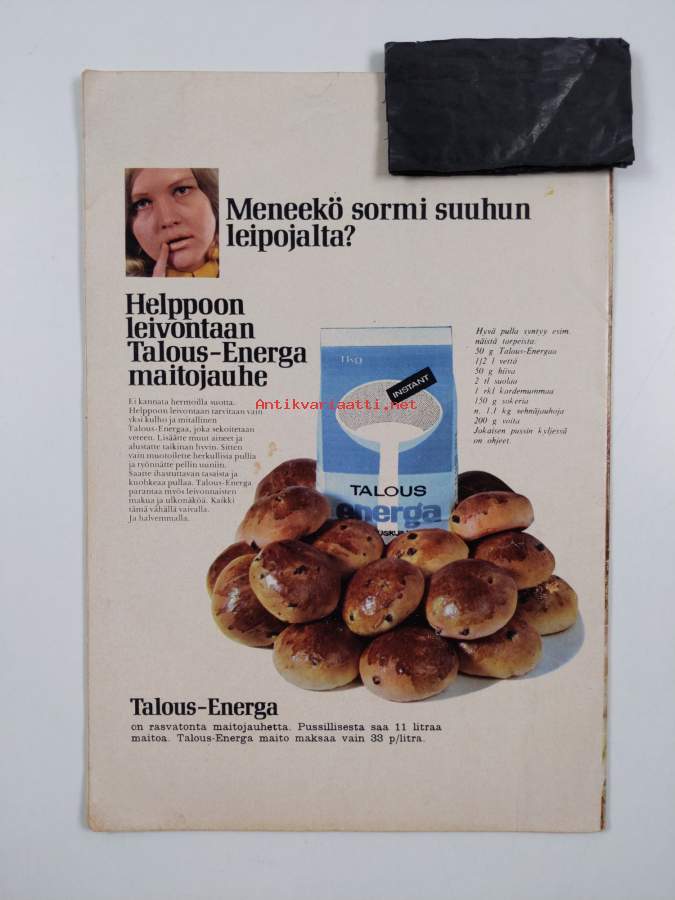 Meneekö sormi suuhun
leipojalta?
Helppoon
leivontaan
Talous-Energa
maitojauhe
Ei kannata hermoilla suotta.
Helppoon leivontaan tarvitaan vain
yksi kulho ja mitallinen
Talous-Energaa, joka sekoitetaan
veteen. Lisäätte muut aineet ja
alustatte taikinan hyvin. Sitten
vain muotoilette herkullisia pullia
ja työnnätte pellin uuniin.
Saatte ihastuttavan tasaista ja
kuohkeaa pullaa. Talous-Energa
parantaa myös leivonnaisten
makua ja ulkonäköä. Kaikki
tämä vähällä vaivalla.
Ja halvemmalla.
INSTANT
TALOUS
energa
Hyvä pulla syntyy esim.
näistä tarpeista:
50 g Talous-Energaa
1/2 l vettä
50 g hiivaa
2 tl suolaa
1 rkl kardemummaa
150 g sokeria
n. 1,1 kg vehnäjauhoja
200 g voita
Jokaisen pussin kyljessä
on ohjeet.
Antikvariaatti.net
Talous-Energa
on rasvatonta maitojauhetta. Pussillisesta saa 11 litraa
maitoa. Talous-Energa maito maksaa vain 33 p/litra.